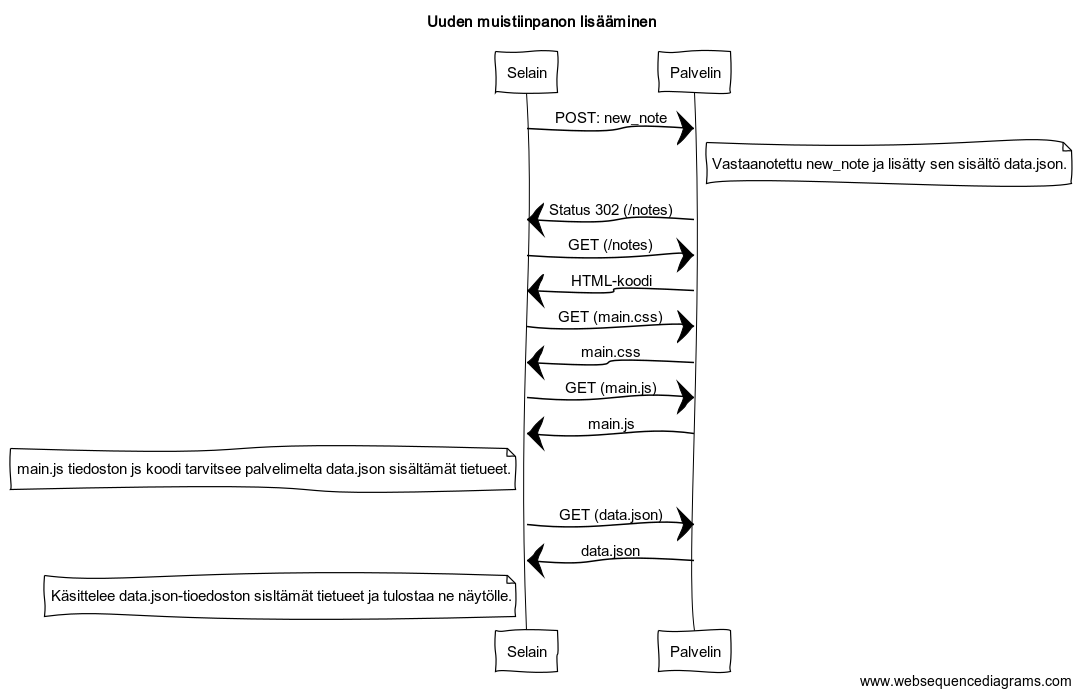 Uuden muistiinpanon lisääminen
Selain
Palvelin
POST: new_note
Vastaanotettu new_note ja lisätty sen sisältö data.json.
Status 302 (/notes)
GET (/notes)
HTML-koodi
GET (main.css)
main.css
GET (main.js)
main.js
main.js tiedoston js koodi tarvitsee palvelimelta data.json sisältämät tietueet.
GET (data.json)
data.json
Käsittelee data.json-tioedoston sisltämät tietueet ja tulostaa ne näytölle.
Selain
Palvelin
www.websequencediagrams.com